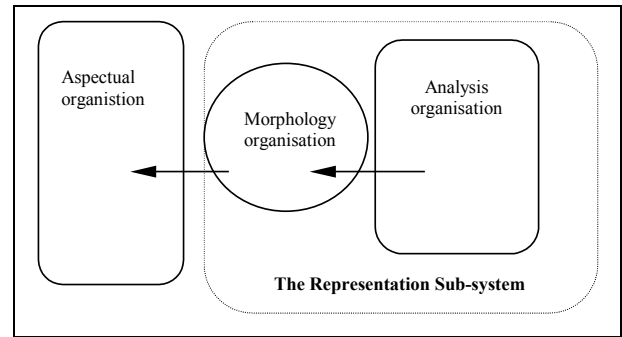 Aspectual
organistion
Morphology
organisation
Analysis
organisation
The Representation Sub-system